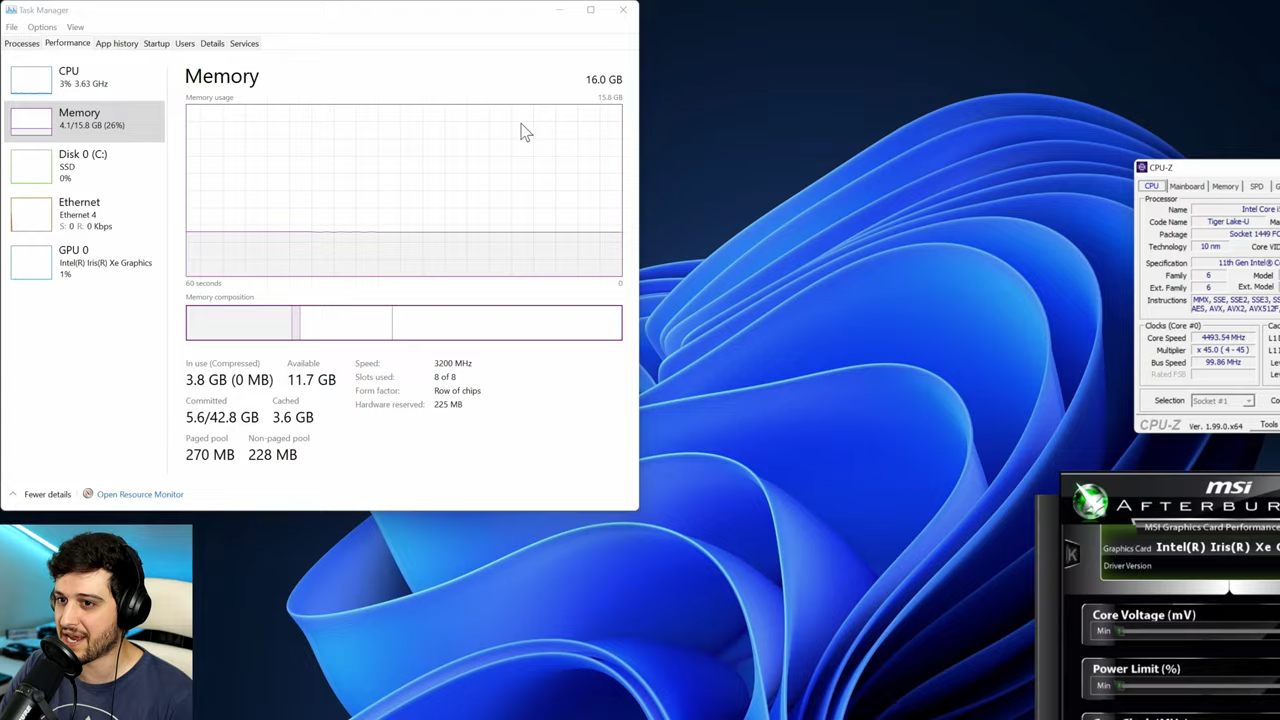 Task Manager
File Options View
Processes Performance App history Startup Users Details Services
CPU
3% 3.63 GHz
Memory
4.1/15.8 GB (26%)
Disk 0 (C:)
SSD
0%
Ethernet
Ethernet 4
S: 0 R: 0 Kbps
GPU 0
Intel(R) Iris(R) Xe Graphics
1%
Memory
16.0 GB
Memory usage
15.8 GB
60 seconds
0
Memory composition
In use (Compressed)
3.8 GB (0 MB)
Available
11.7 GB
Committed
5.6/42.8 GB
Cached
3.6 GB
Paged pool
270 MB
Non-paged pool
228 MB
Speed: 3200 MHz
Slots used: 8 of 8
Form factor: Row of chips
Hardware reserved: 225 MB
Fewer details Open Resource Monitor
CPU-Z
CPU Mainboard Memory SPD
Processor
Name Intel Core
Code Name Tiger Lake-U
Package Socket 1449
Technology 10 nm Core VID
Specification 11th Gen Intel®
Family 6 Model
Ext. Family 6 Ext. Model
Instructions MMX, SSE, SSE2, SSE3,
AES, AVX, AVX2, AVX512F,
Clocks (Core #0)
Core Speed 4493.54 MHz
Multiplier x 45.0 ( 4 - 45 )
Bus Speed 99.86 MHz
Rated FSB
Selection Socket #1
CPU-Z Ver. 1.99.0.x64 Tools
msi
AFTERBUR
MSI Graphics Card Performance
Graphics Card Intel(R) Iris(R) Xe
Driver Version
K
Core Voltage (mV)
Min
Power Limit (%)
Min